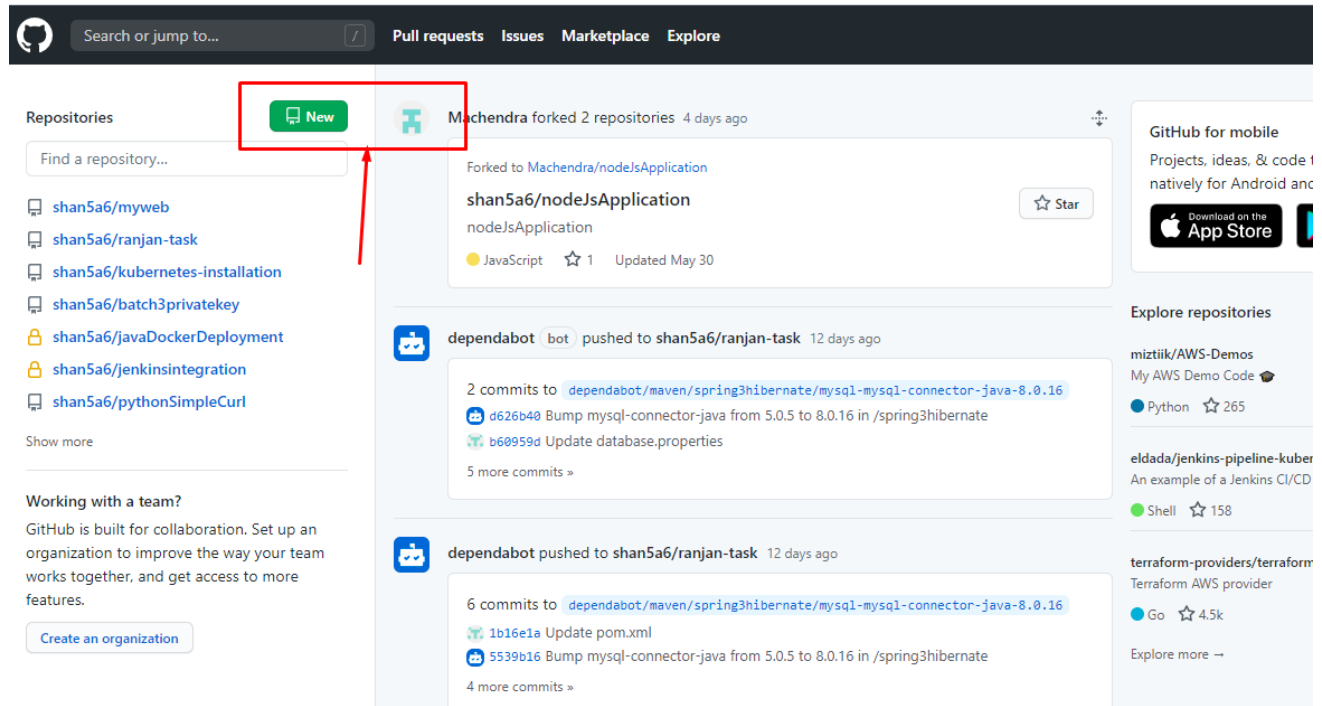 Search or jump to... /
Pull requests Issues Marketplace Explore
Repositories
New
Find a repository...
shan5a6/myweb
shan5a6/ranjan-task
shan5a6/kubernetes-installation
shan5a6/batch3privatekey
shan5a6/javaDockerDeployment
shan5a6/jenkinsintegration
shan5a6/pythonSimpleCurl
Show more
Working with a team?
GitHub is built for collaboration. Set up an
organization to improve the way your team
works together, and get access to more
features.
Create an organization
Machendra forked 2 repositories 4 days ago
Forked to Machendra/nodeJsApplication
shan5a6/nodeJsApplication
Star
nodeJsApplication
JavaScript 1 Updated May 30
dependabot bot pushed to shan5a6/ranjan-task 12 days ago
2 commits to dependabot/maven/spring3hibernate/mysql-mysql-connector-java-8.0.16
d626b40 Bump mysql-connector-java from 5.0.5 to 8.0.16 in /spring3hibernate
b60959d Update database.properties
5 more commits »
dependabot pushed to shan5a6/ranjan-task 12 days ago
6 commits to dependabot/maven/spring3hibernate/mysql-mysql-connector-java-8.0.16
1b16e1a Update pom.xml
5539b16 Bump mysql-connector-java from 5.0.5 to 8.0.16 in /spring3hibernate
4 more commits »
GitHub for mobile
Projects, ideas, & code
natively for Android
Download on the
App Store
Explore repositories
miztiik/AWS-Demos
My AWS Demo Code
Python 265
eldada/jenkins-pipeline-kuber
An example of a Jenkins CI/CD
Shell 158
terraform-providers/terraform
Terraform AWS provider
Go 4.5k
Explore more →